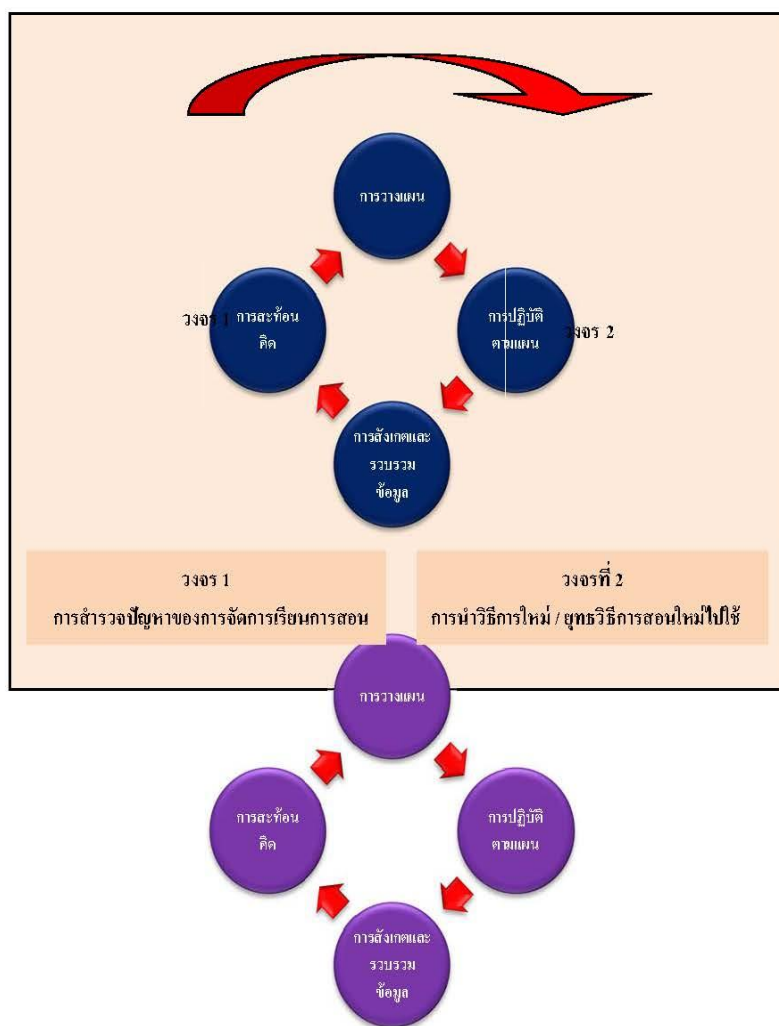 การวางแผน
วงจร 1
การสะท้อน
คิด
การปฏิบัติ
ตามแผน
วงจร 2
การสังเกตและ
รวบรวม
ข้อมูล
วงจร 1
การสำรวจปัญหาของการจัดการเรียนการสอน
วงจรที่ 2
การนำวิธีการใหม่ / ยุทธวิธีการสอนใหม่ไปใช้
การวางแผน
การสะท้อน
คิด
การปฏิบัติ
ตามแผน
การสังเกตและ
รวบรวม
ข้อมูล